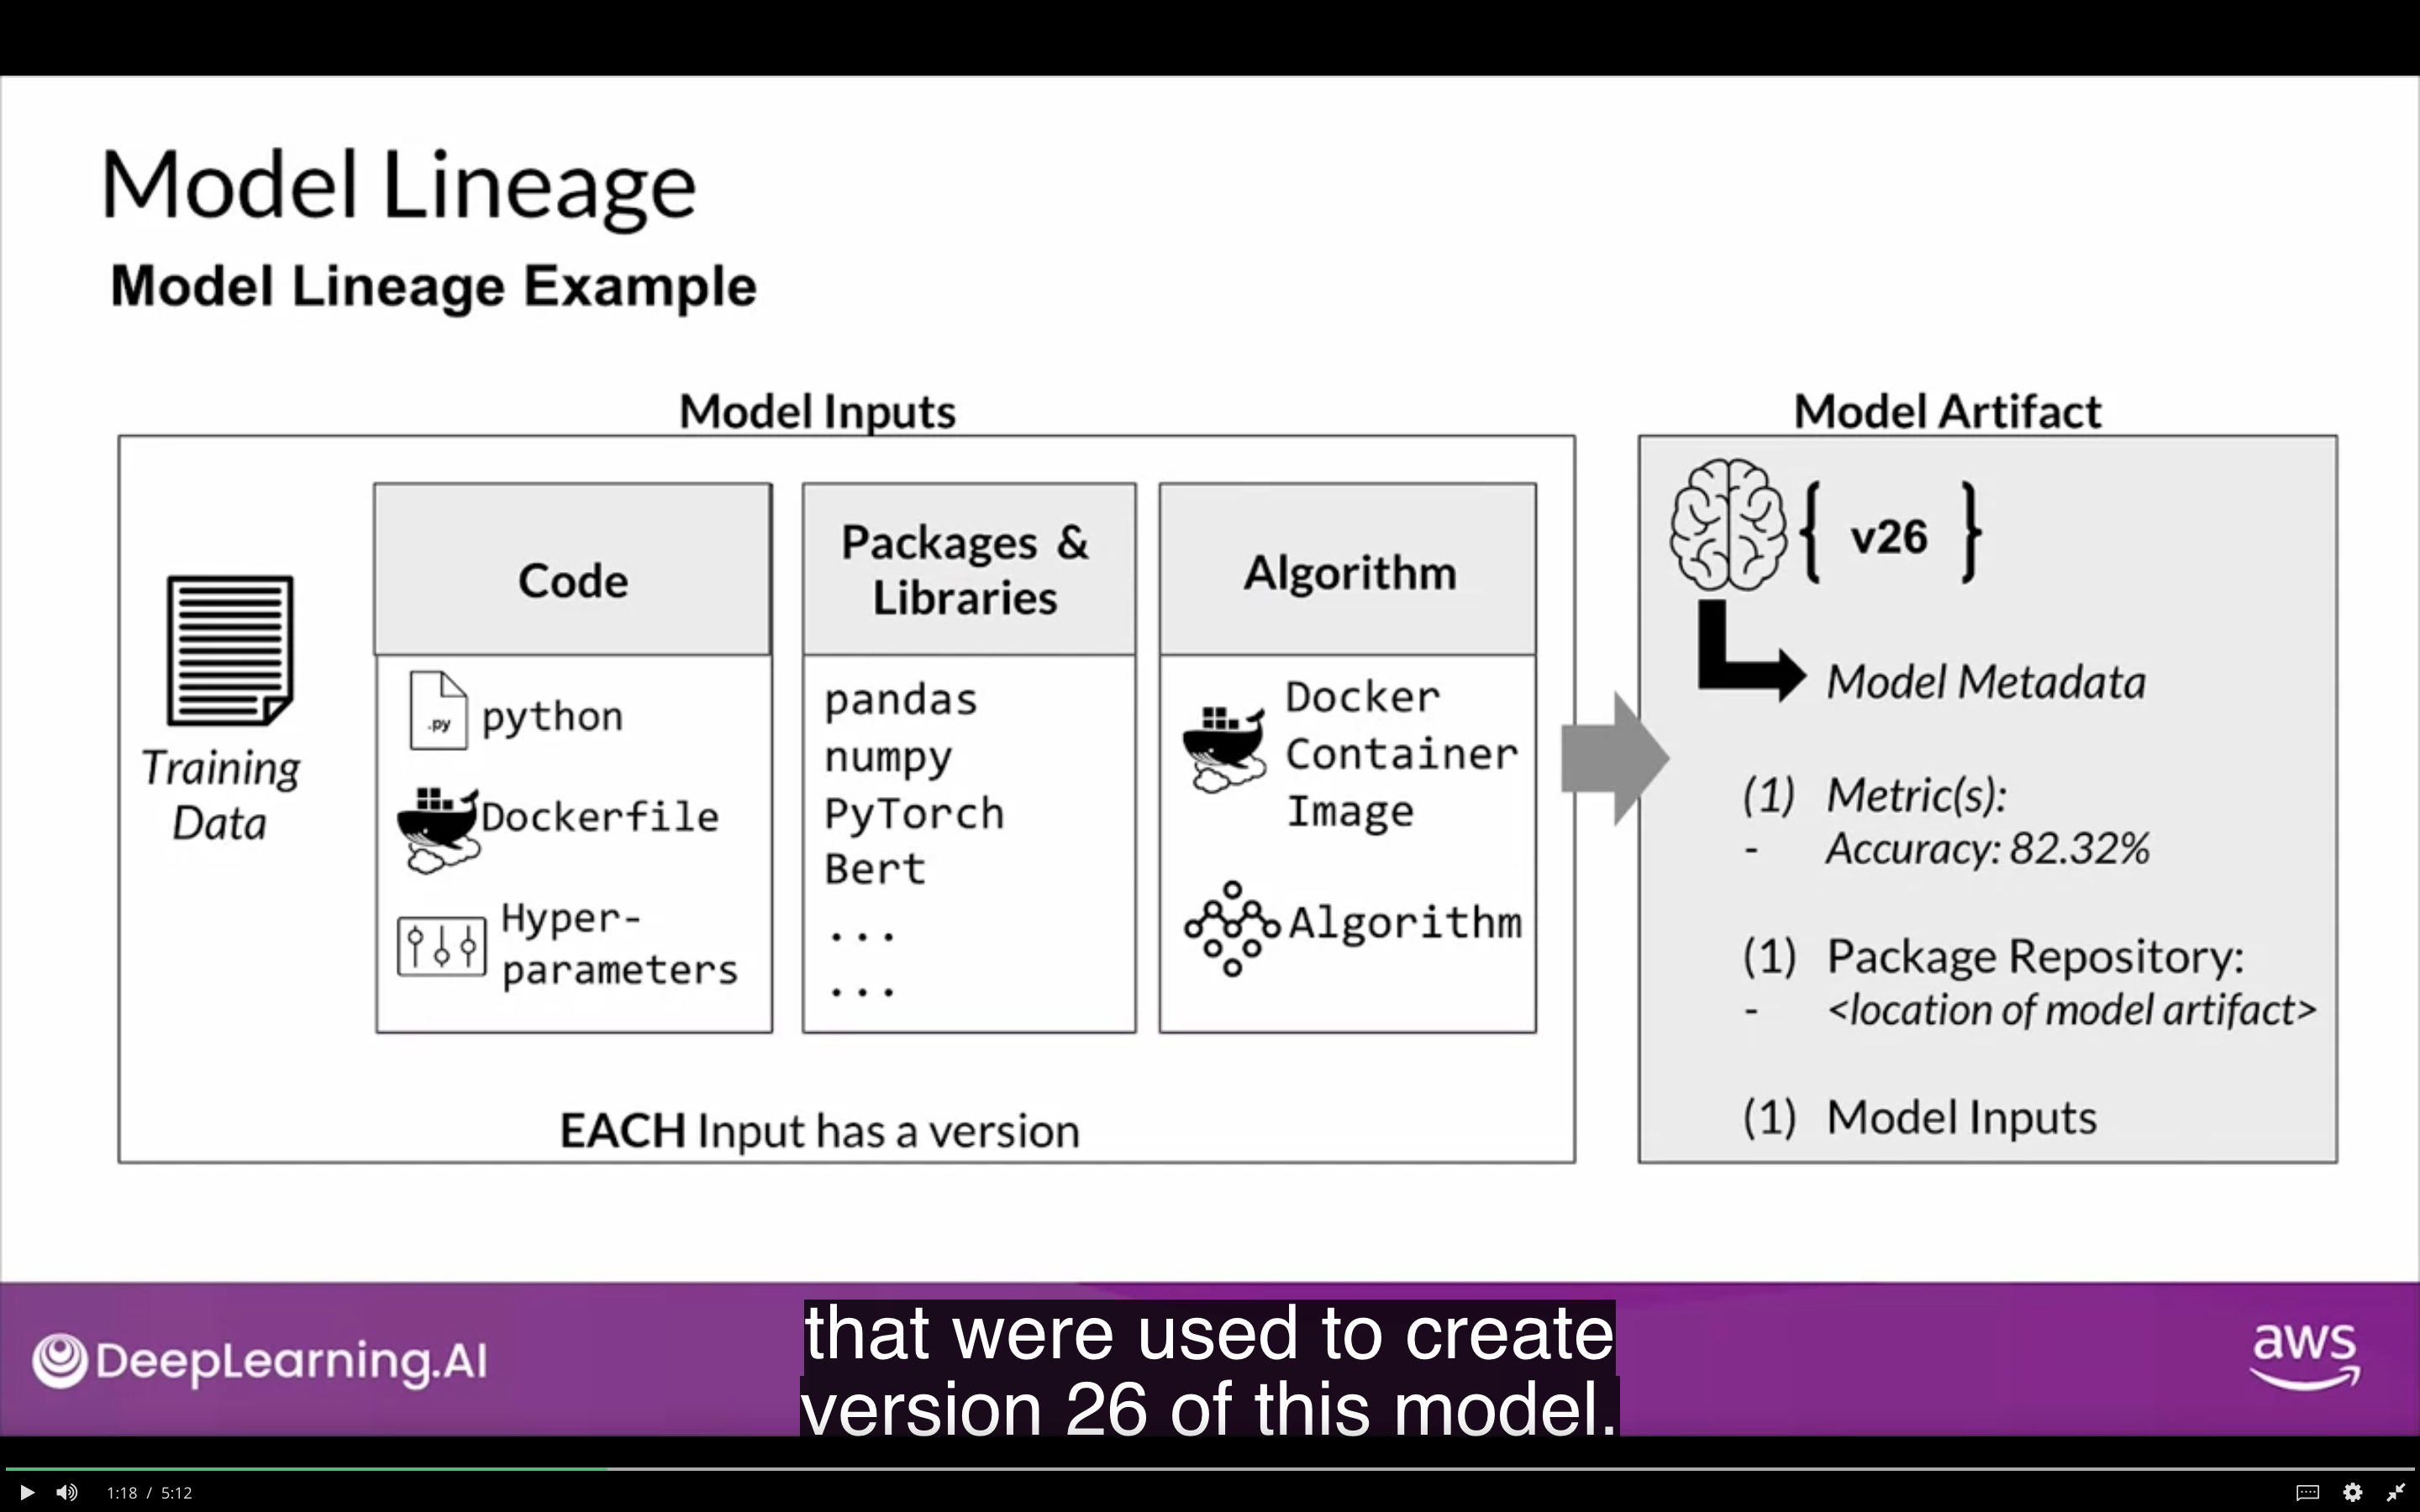 Model Lineage
Model Lineage Example
Model Inputs
Training
Data
Code
.py
python
Dockerfile
Hyper-
parameters
Packages &
Libraries
pandas
numpy
PyTorch
Bert
...
...
Algorithm
Docker
Container
Image
Algorithm
EACH Input has a version
Model Artifact
{ v26 }
Model Metadata
(1) Metric(s):
- Accuracy: 82.32%
(1) Package Repository:
- <location of model artifact>
(1) Model Inputs
DeepLearning.AI
that were used to create
version 26 of this model.
aws
1:18 / 5:12